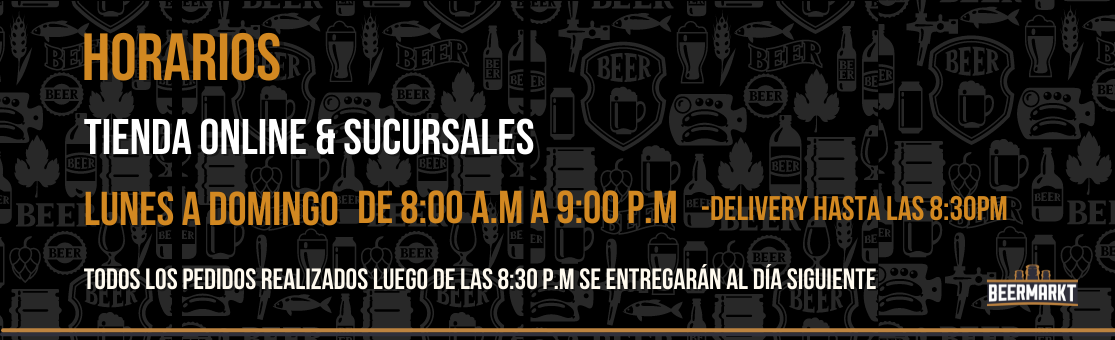 HORARIOS
TIENDA ONLINE & SUCURSALES
LUNES A DOMINGO DE 8:00 A.M A 9:00 P.M -DELIVERY HASTA LAS 8:30PM
TODOS LOS PEDIDOS REALIZADOS LUEGO DE LAS 8:30 P.M SE ENTREGARÁN AL DÍA SIGUIENTE
BEERMARKT